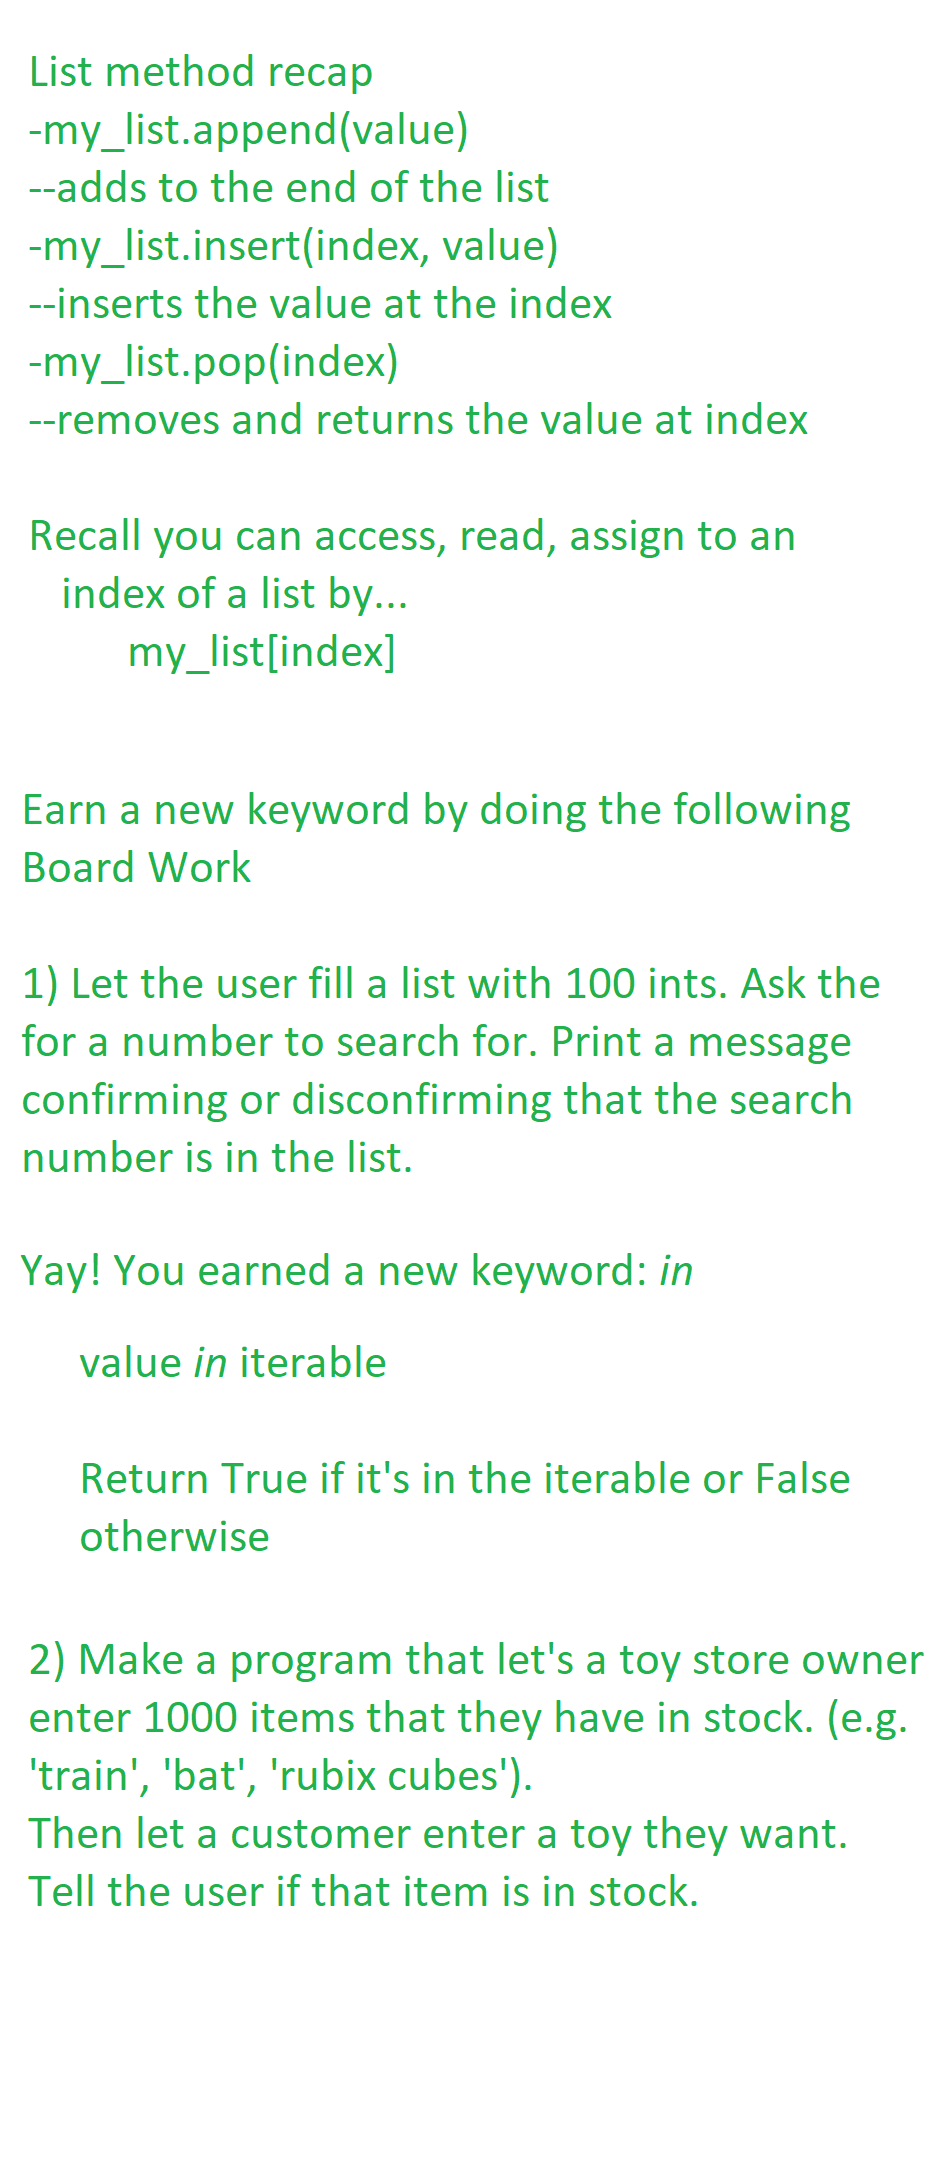 List method recap
-my_list.append(value)
--adds to the end of the list
-my_list.insert(index, value)
--inserts the value at the index
-my_list.pop(index)
--removes and returns the value at index
Recall you can access, read, assign to an
index of a list by...
my_list[index]
Earn a new keyword by doing the following
Board Work
1) Let the user fill a list with 100 ints. Ask the
for a number to search for. Print a message
confirming or disconfirming that the search
number is in the list.
Yay! You earned a new keyword: in
value in iterable
Return True if it's in the iterable or False
otherwise
2) Make a program that let's a toy store owner
enter 1000 items that they have in stock. (e.g.
'train', 'bat', 'rubix cubes').
Then let a customer enter a toy they want.
Tell the user if that item is in stock.